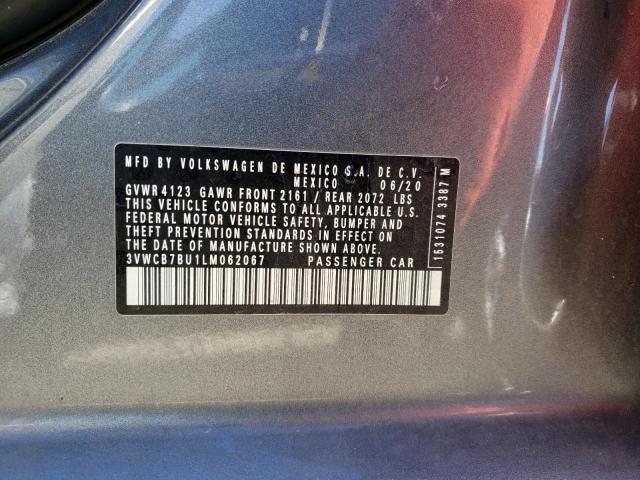 MFD BY VOLKSWAGEN DE MEXICO S.A. DE C.V.
MEXICO 06/20
GVWR 4123 GAWR FRONT 2161 / REAR 2072 LBS
THIS VEHICLE CONFORMS TO ALL APPLICABLE U.S.
FEDERAL MOTOR VEHICLE SAFETY, BUMPER AND
THEFT PREVENTION STANDARDS IN EFFECT ON
THE DATE OF MANUFACTURE SHOWN ABOVE.
3VWCB7BU1LM062067 PASSENGER CAR
1531074 3387 M